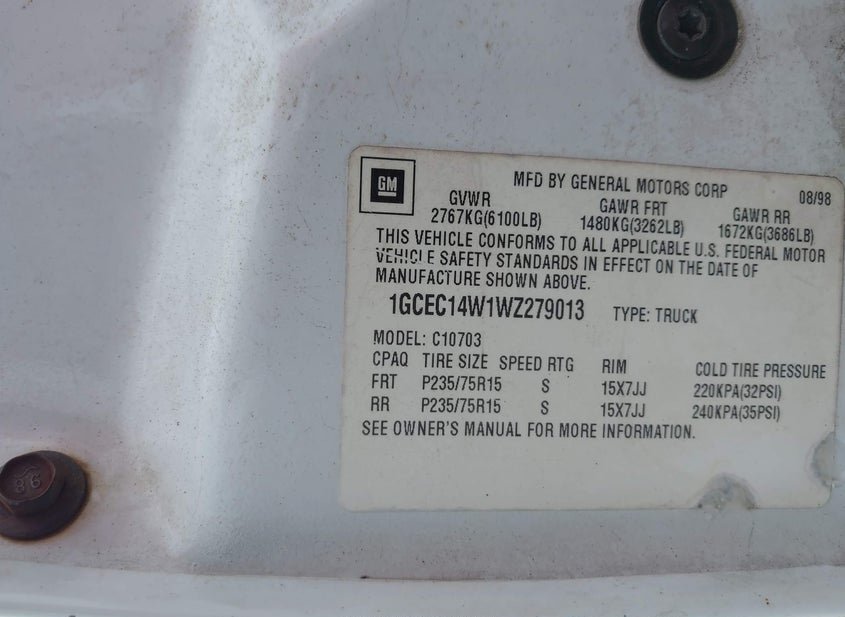 GM
MFD BY GENERAL MOTORS CORP 08/98
GVWR GAWR FRT GAWR RR
2767KG(6100LB) 1480KG(3262LB) 1672KG(3686LB)
THIS VEHICLE CONFORMS TO ALL APPLICABLE U.S. FEDERAL MOTOR
VEHICLE SAFETY STANDARDS IN EFFECT ON THE DATE OF
MANUFACTURE SHOWN ABOVE.
1GCEC14W1WZ279013 TYPE: TRUCK
MODEL: C10703
CPAQ TIRE SIZE SPEED RTG RIM COLD TIRE PRESSURE
FRT P235/75R15 S 15X7JJ 220KPA(32PSI)
RR P235/75R15 S 15X7JJ 240KPA(35PSI)
SEE OWNER'S MANUAL FOR MORE INFORMATION.